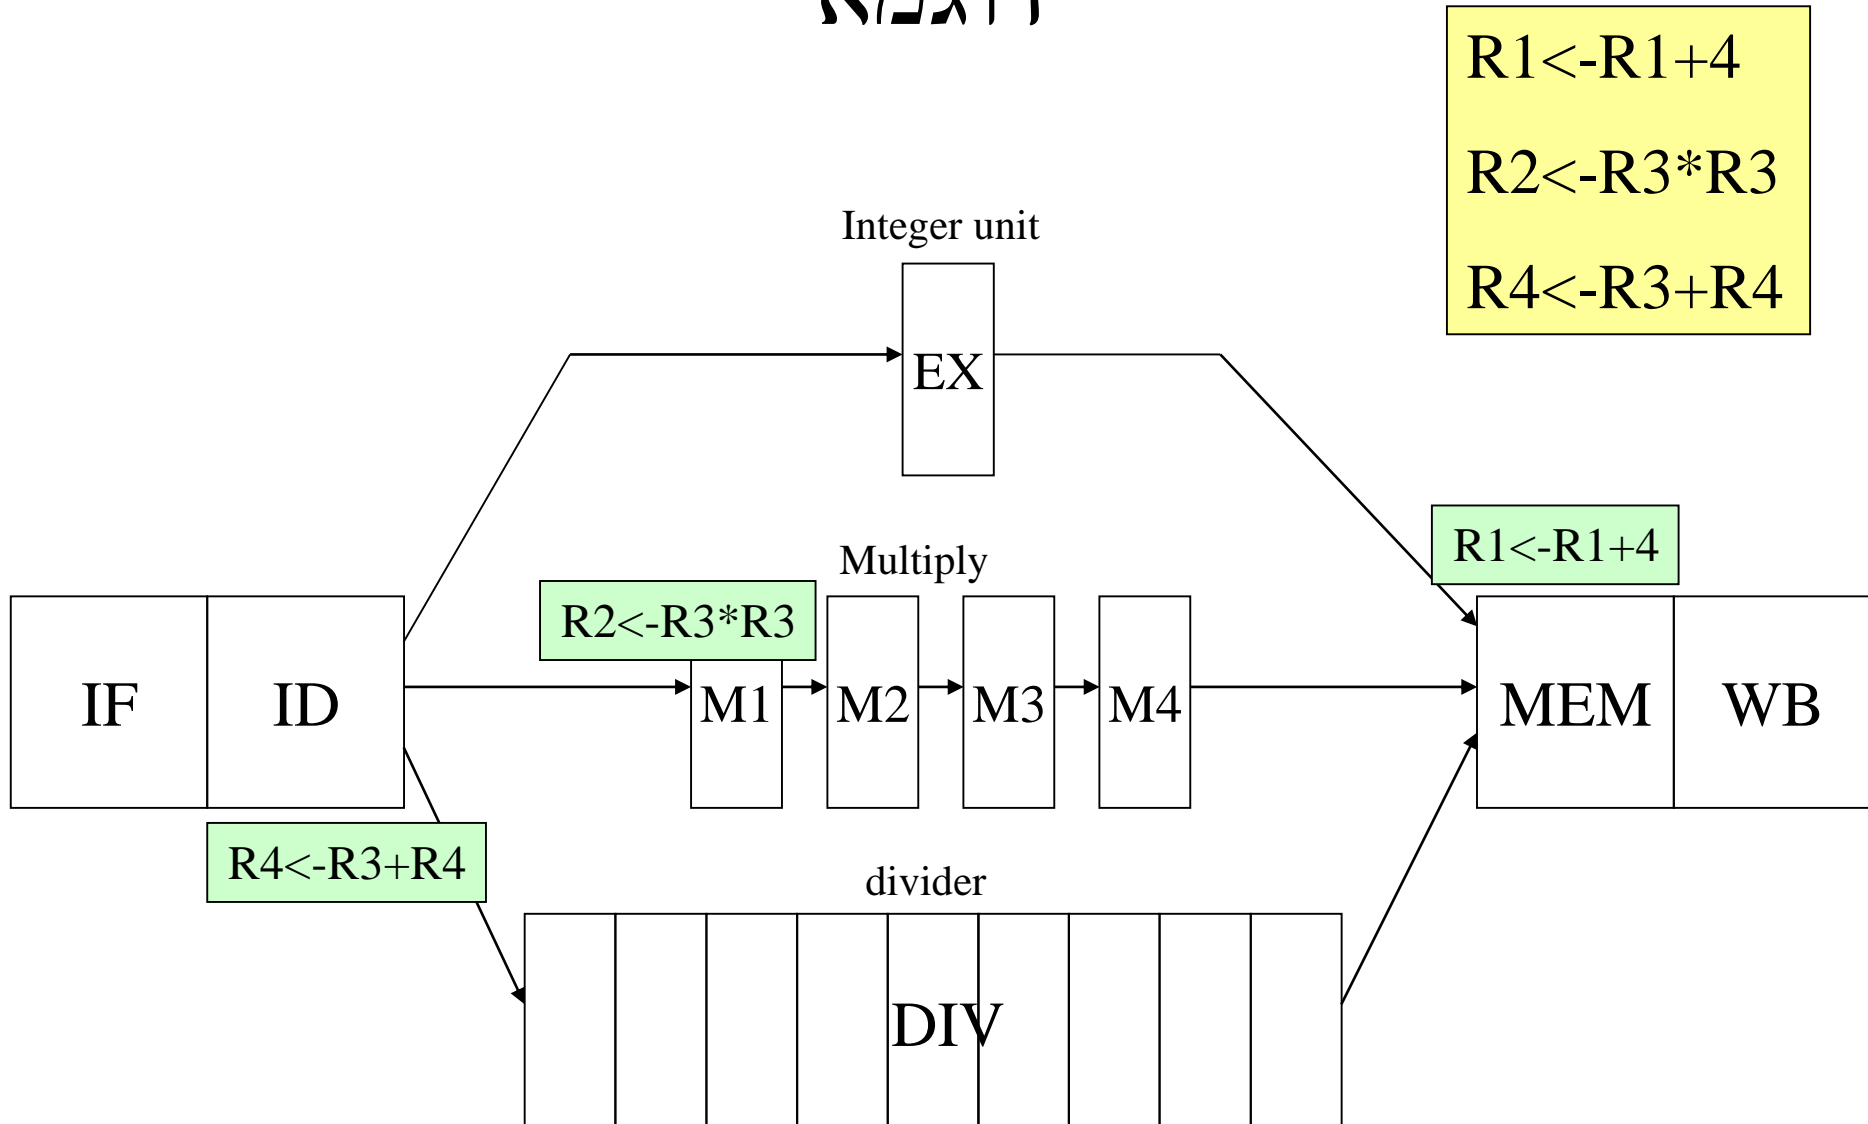 דוגמא
R1<-R1+4
R2<-R3*R3
R4<-R3+R4
Integer unit
EX
R1<-R1+4
Multiply
R2<-R3*R3
IF ID M1 M2 M3 M4 MEM WB
R4<-R3+R4
divider
DIV